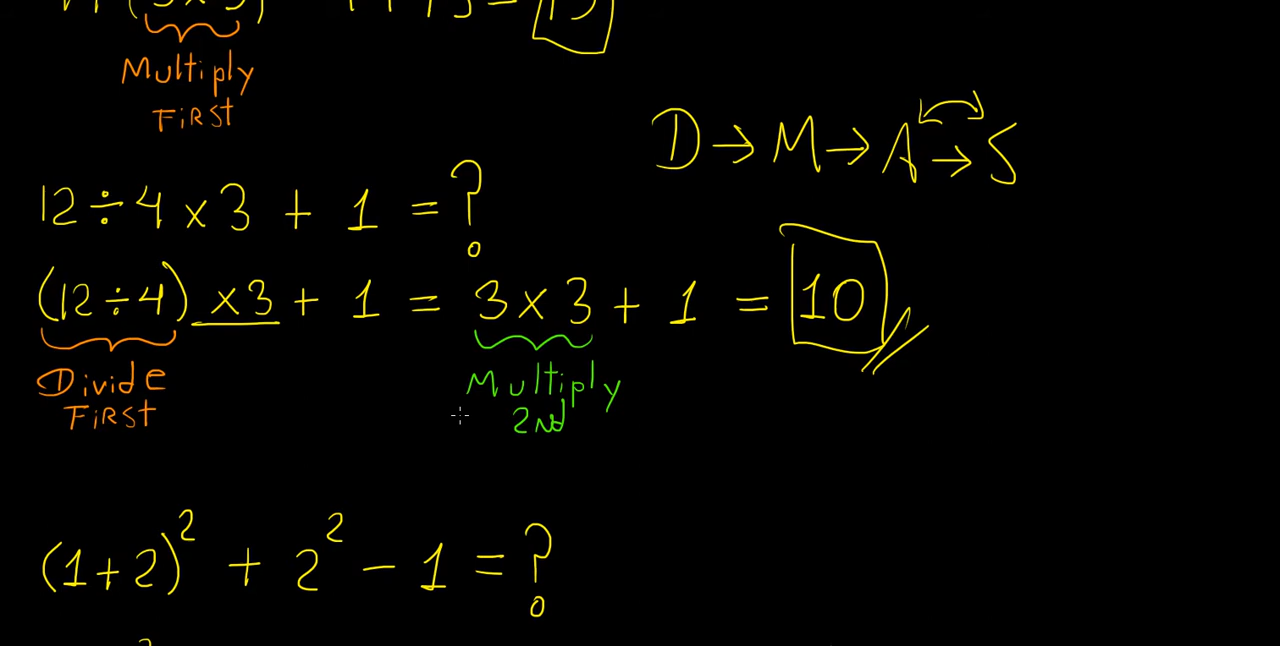 Multiply
FiRSt
D → M → A → S
12 ÷ 4 x 3 + 1 = ?
(12 ÷ 4) x 3 + 1 = 3 x 3 + 1 = 10
Divide
FiRSt
Multiply
2Nd
(1 + 2)² + 2² - 1 = ?